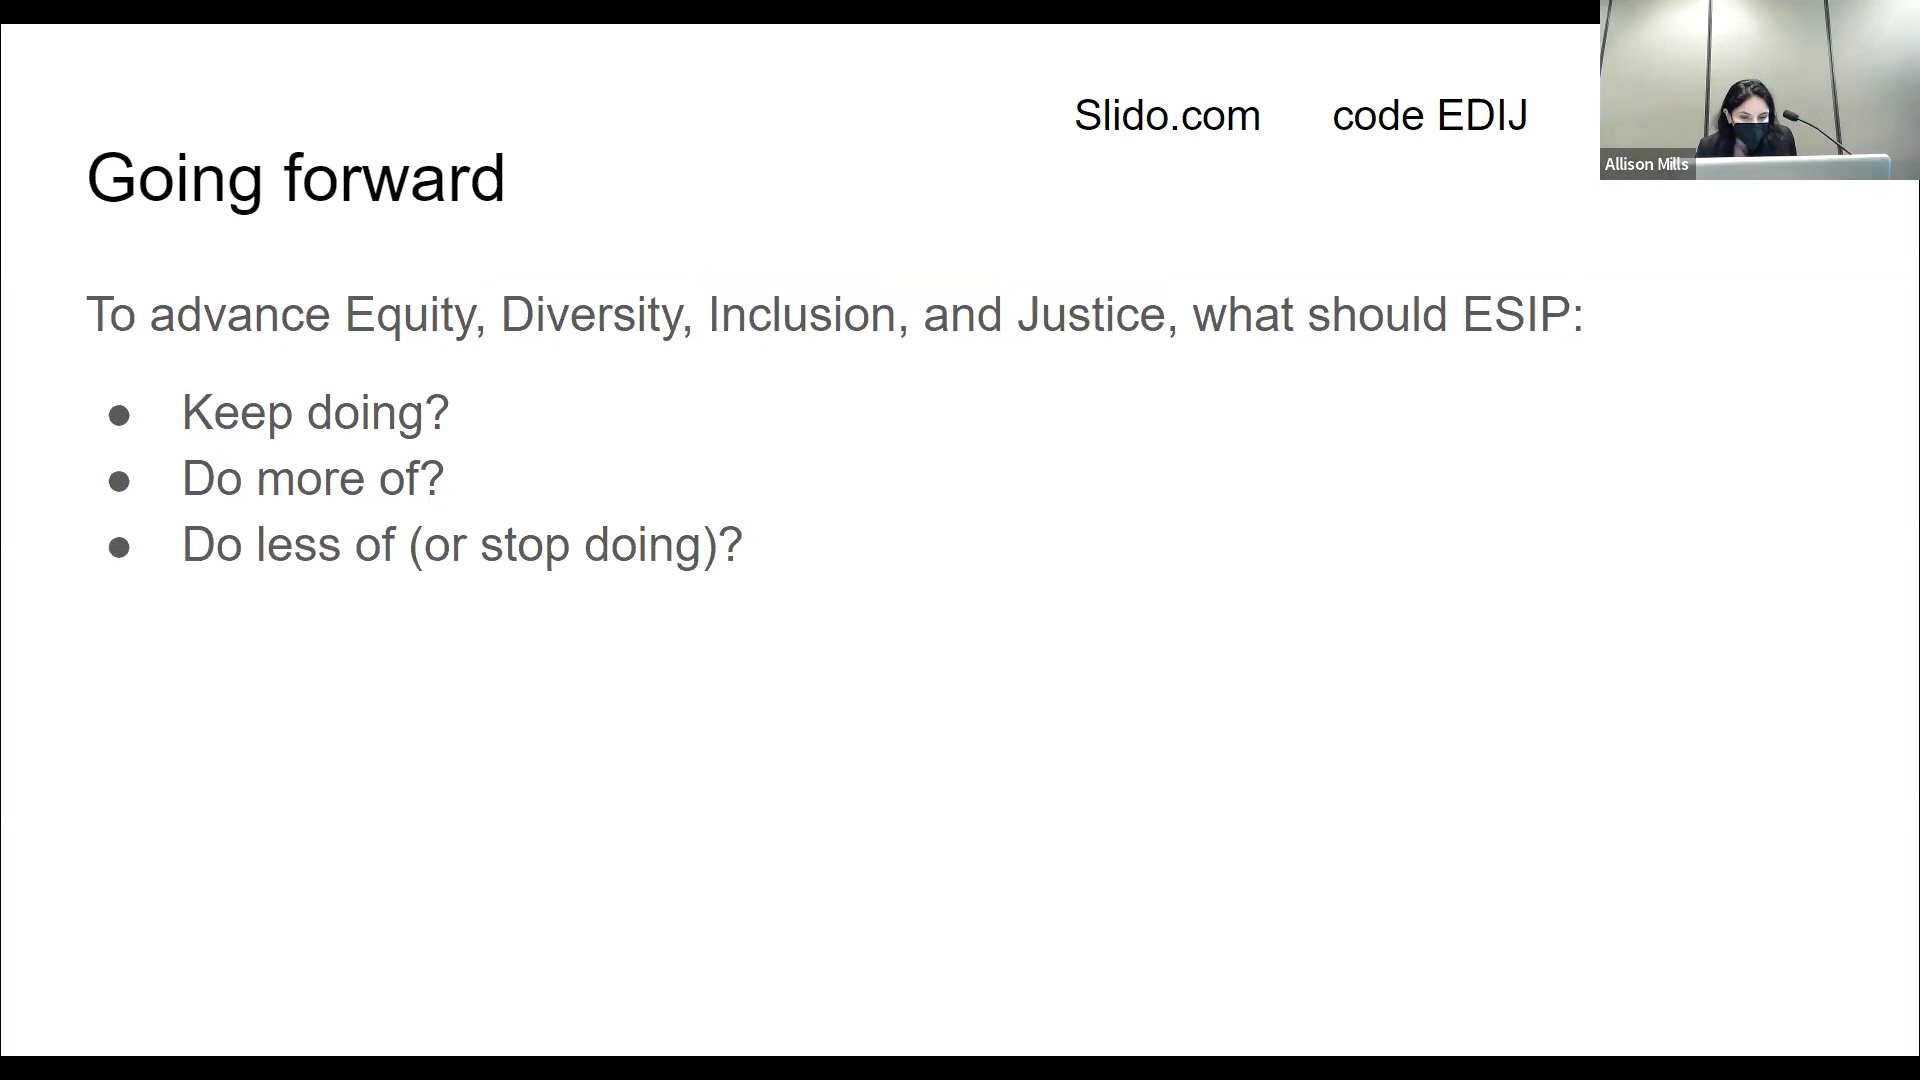 Slido.com code EDIJ
Allison Mills
Going forward
To advance Equity, Diversity, Inclusion, and Justice, what should ESIP:
● Keep doing?
● Do more of?
● Do less of (or stop doing)?